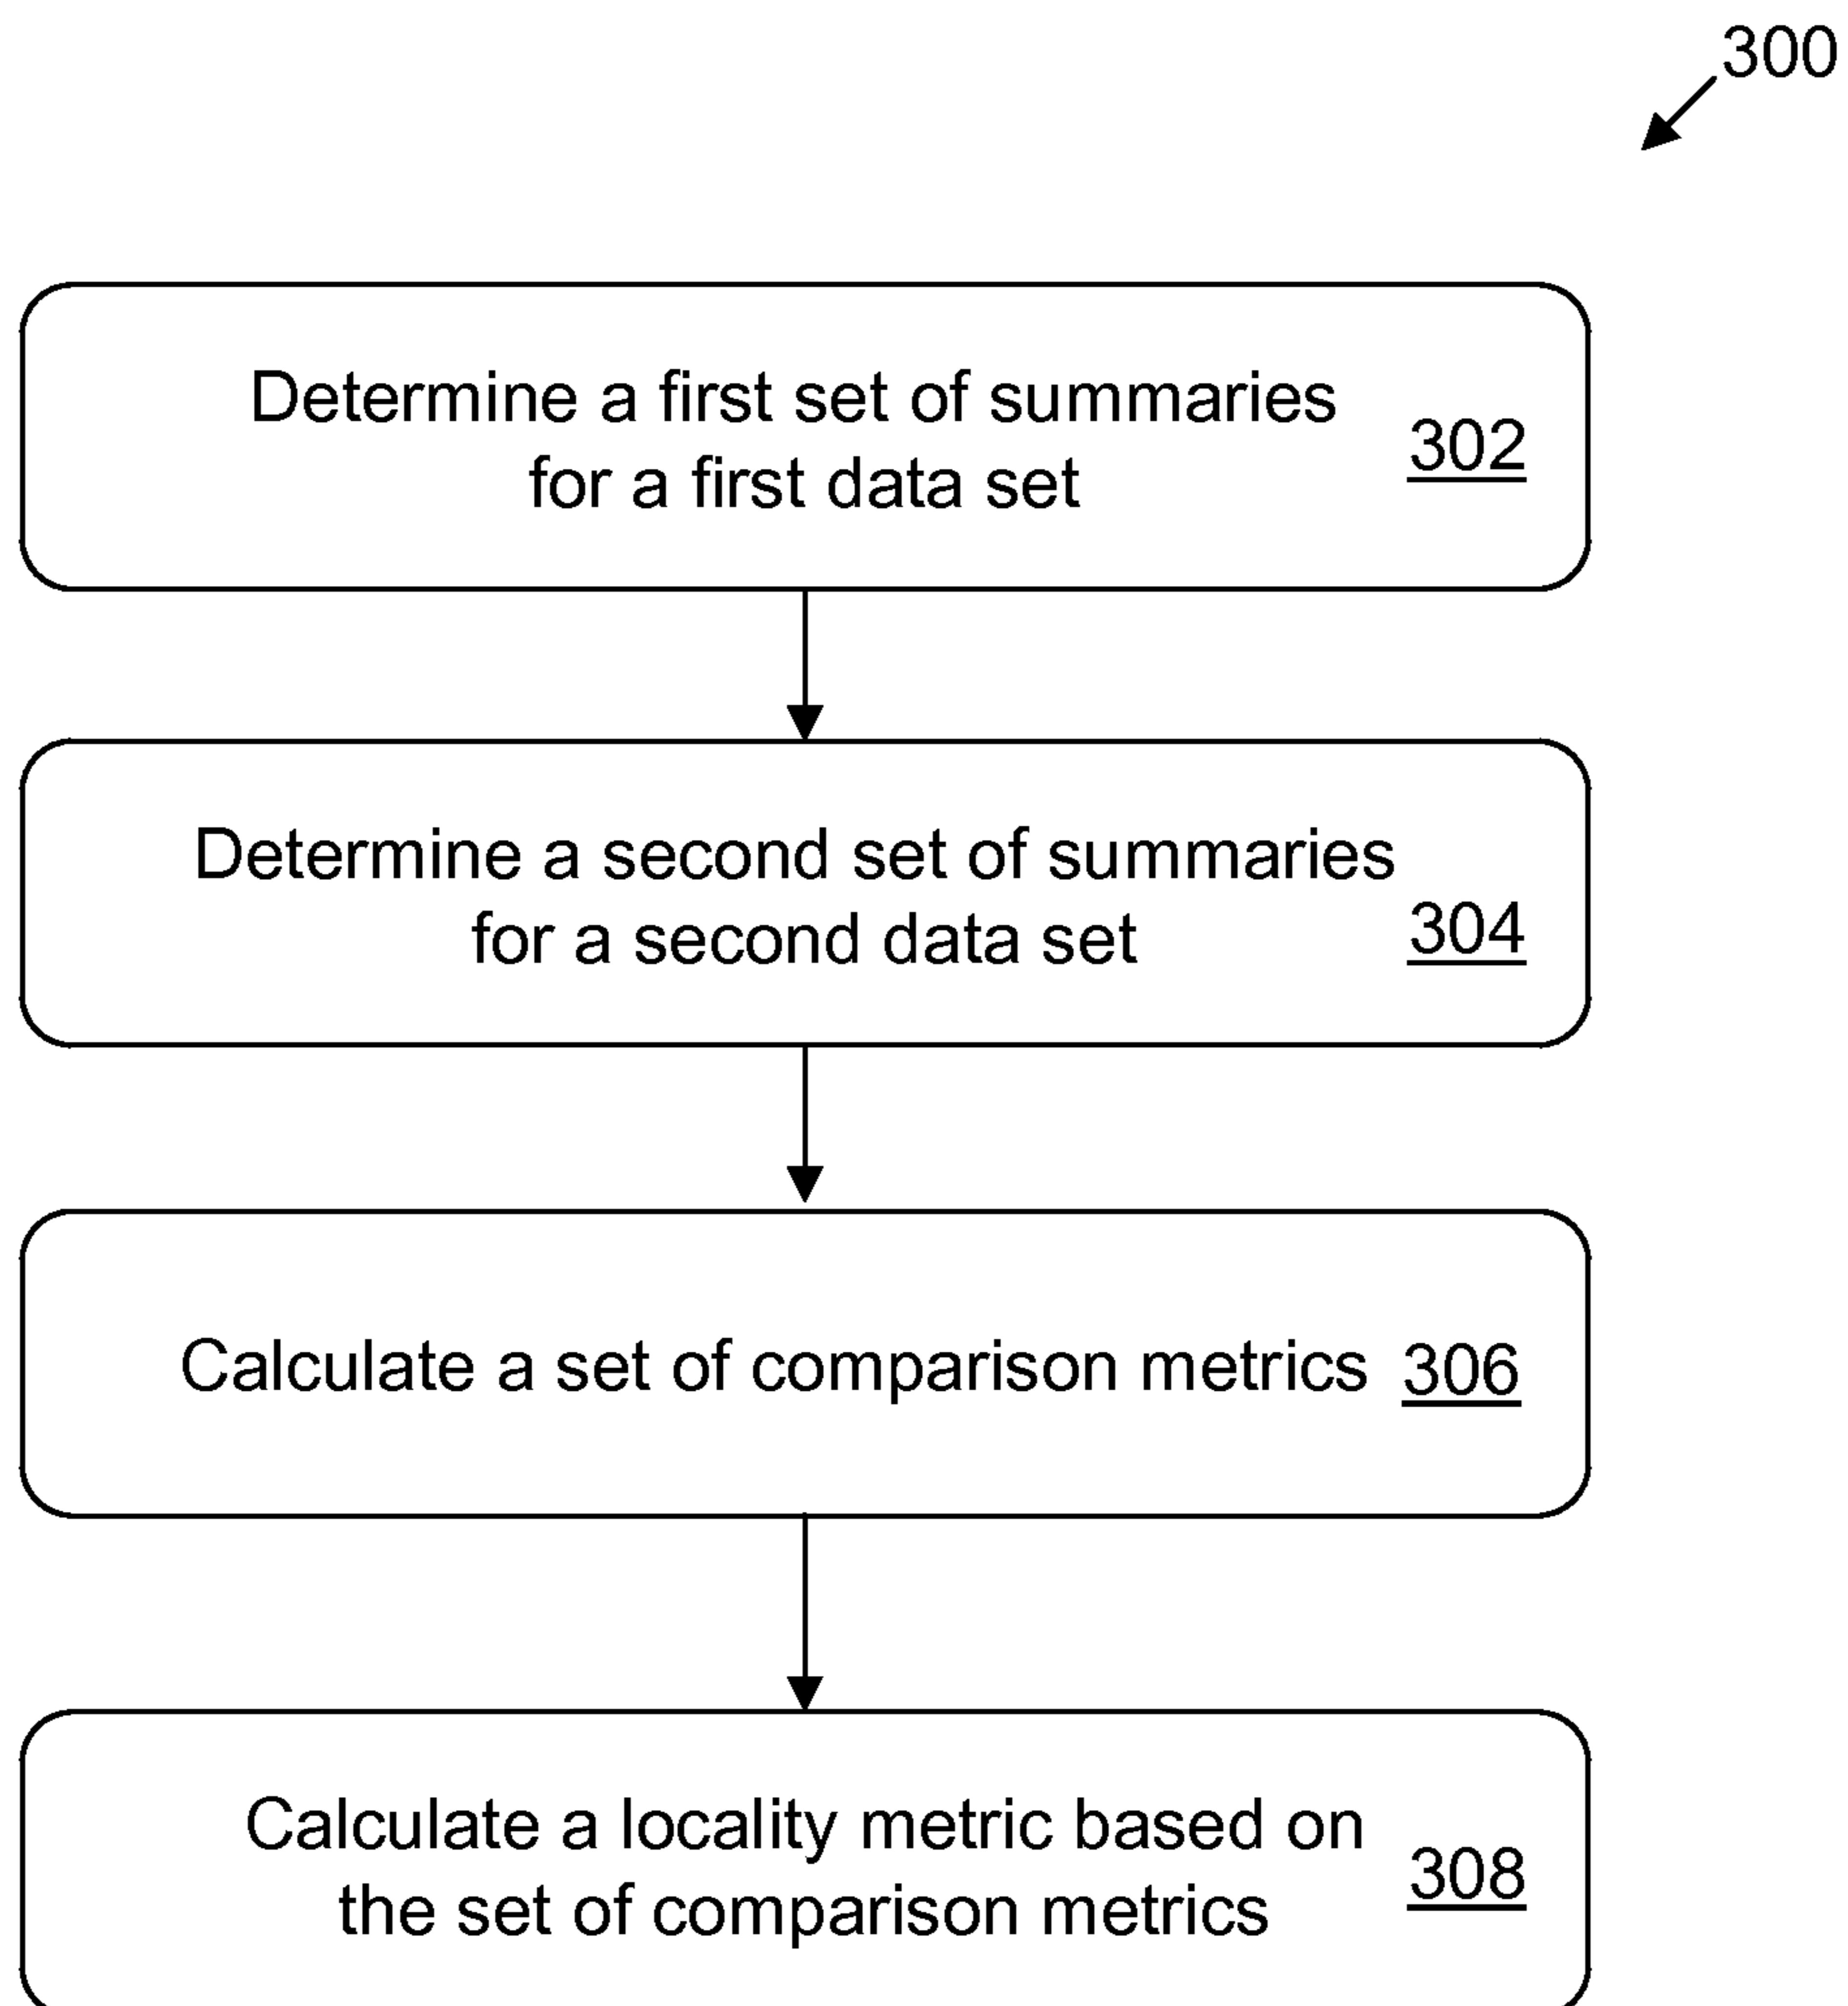 300
Determine a first set of summaries
for a first data set
302
Determine a second set of summaries
for a second data set
304
Calculate a set of comparison metrics 306
Calculate a locality metric based on
the set of comparison metrics
308